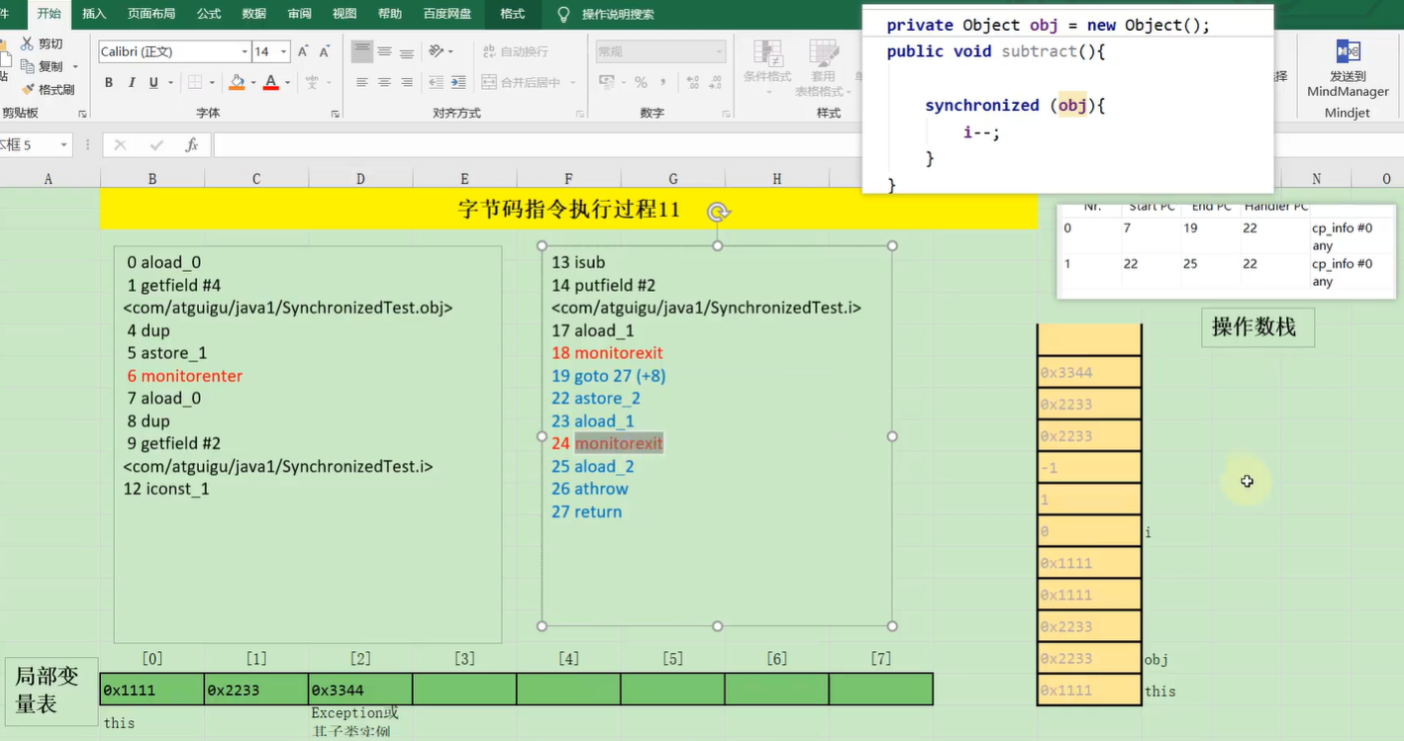 件 开始 插入 页面布局 公式 数据 审阅 视图 帮助 百度网盘 格式 操作说明搜索
剪切
复制
格式刷
剪贴板
Calibri (正文) 14
B I U
字体
自动换行
合并后居中
对齐方式
常规
数字
条件格式
套用
表格格式
样式
发送到
MindManager
Mindjet
private Object obj = new Object();
public void subtract(){
synchronized (obj){
i--;
}
}
本框 5
fx
A B C D E F G H N O
字节码指令执行过程11
0 aload_0
1 getfield #4
<com/atguigu/java1/SynchronizedTest.obj>
4 dup
5 astore_1
6 monitorenter
7 aload_0
8 dup
9 getfield #2
<com/atguigu/java1/SynchronizedTest.i>
12 iconst_1
13 isub
14 putfield #2
<com/atguigu/java1/SynchronizedTest.i>
17 aload_1
18 monitorexit
19 goto 27 (+8)
22 astore_2
23 aload_1
24 monitorexit
25 aload_2
26 athrow
27 return
Nr. Start PC End PC Handler PC
0 7 19 22 cp_info #0
any
1 22 25 22 cp_info #0
any
操作数栈
0x3344
0x2233
0x2233
-1
1
0 i
0x1111
0x1111
0x2233
0x2233 obj
0x1111 this
[0] [1] [2] [3] [4] [5] [6] [7]
局部变
量表
0x1111 0x2233 0x3344
this
Exception或
其子类实例